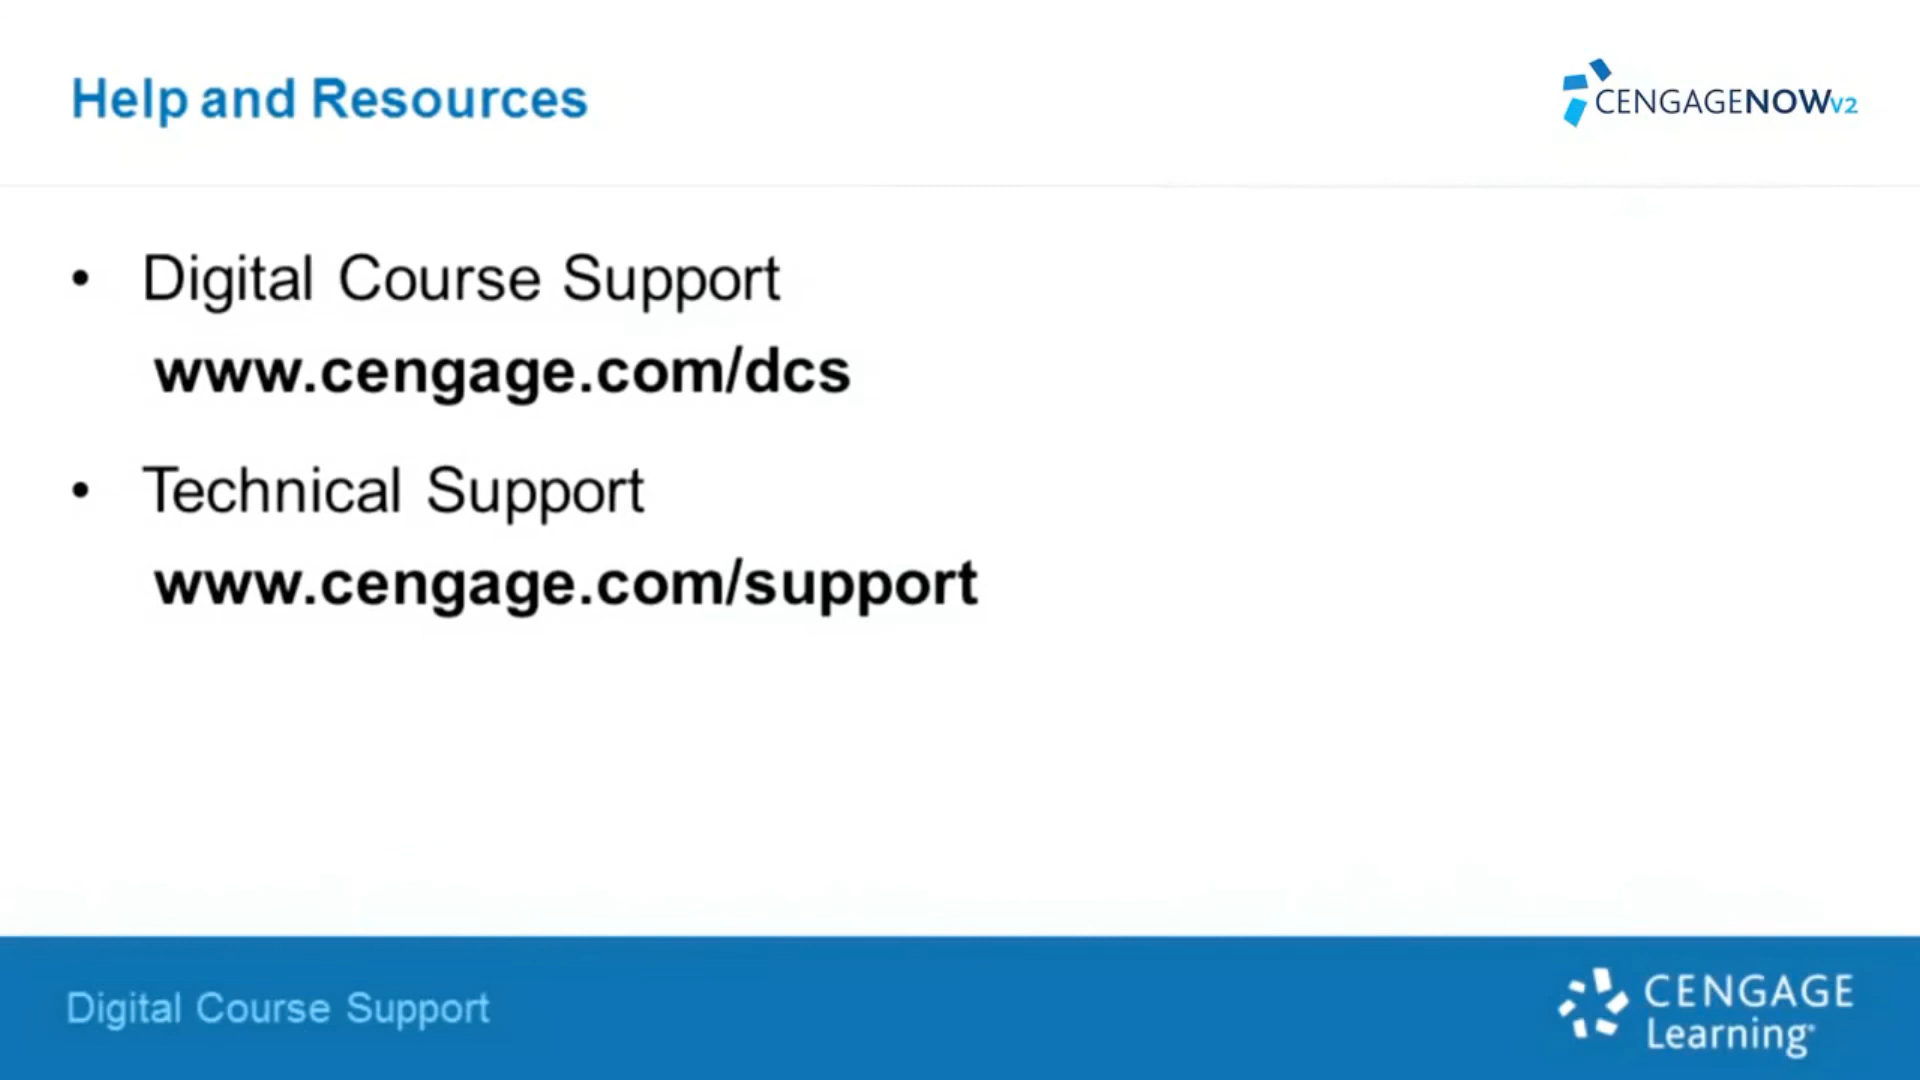 Help and Resources
CENGAGENOWV2
• Digital Course Support
www.cengage.com/dcs
• Technical Support
www.cengage.com/support
Digital Course Support
CENGAGE
Learning®